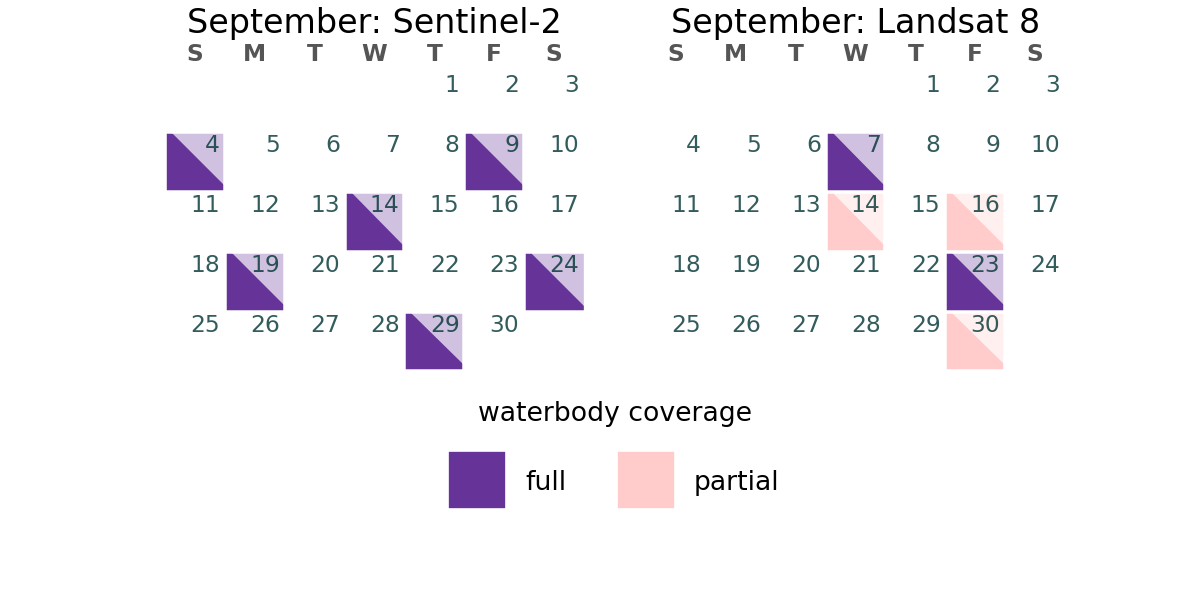 September: Sentinel-2
S M T W T F S
1 2 3
4 5 6 7 8 9 10
11 12 13 14 15 16 17
18 19 20 21 22 23 24
25 26 27 28 29 30
September: Landsat 8
S M T W T F S
1 2 3
4 5 6 7 8 9 10
11 12 13 14 15 16 17
18 19 20 21 22 23 24
25 26 27 28 29 30
waterbody coverage
full partial